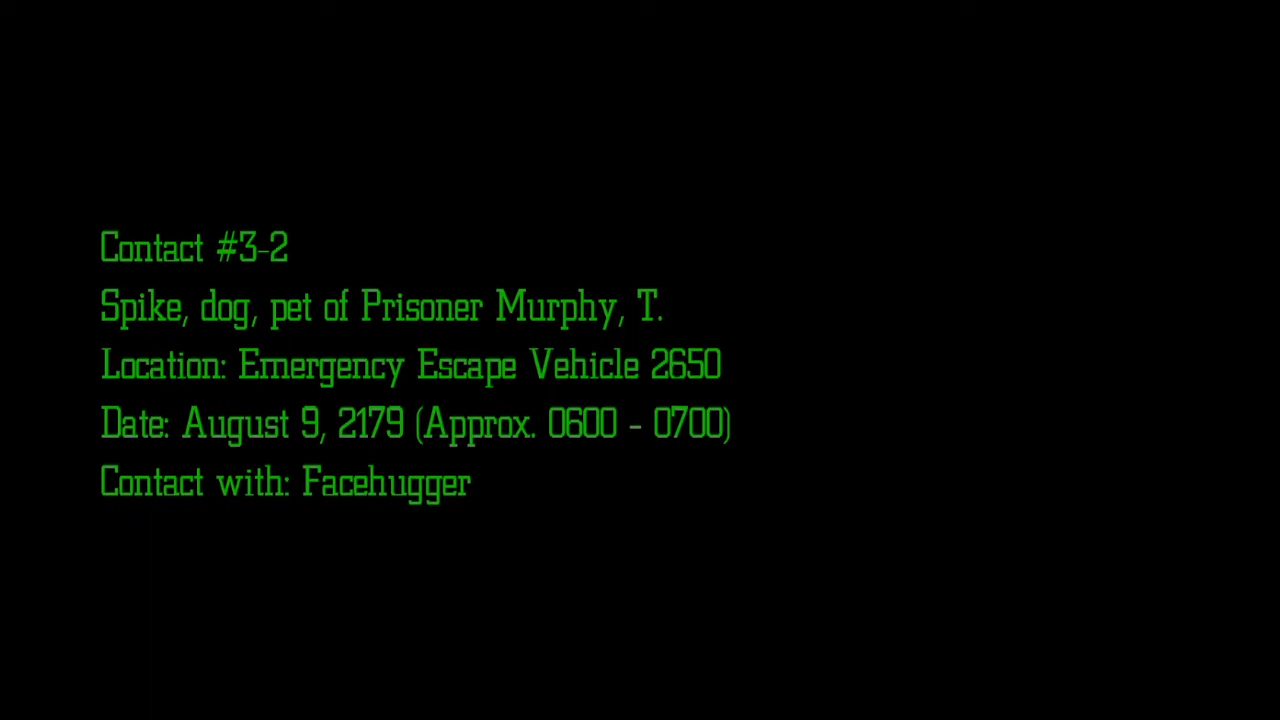 Contact #3-2
Spike, dog, pet of Prisoner Murphy, T.
Location: Emergency Escape Vehicle 2650
Date: August 9, 2179 (Approx. 0600 - 0700)
Contact with: Facehugger